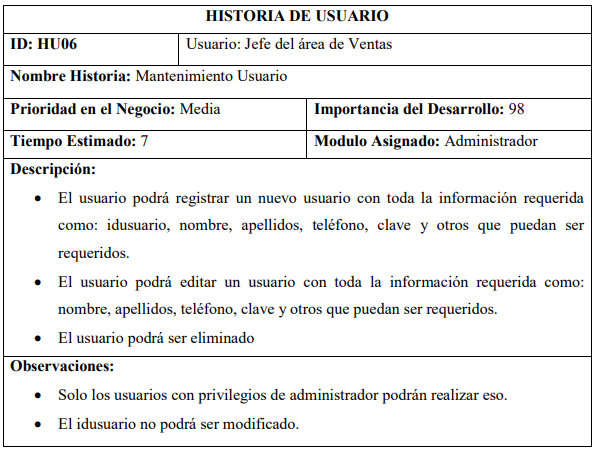 HISTORIA DE USUARIO
ID: HU06 Usuario: Jefe del área de Ventas
Nombre Historia: Mantenimiento Usuario
Prioridad en el Negocio: Media Importancia del Desarrollo: 98
Tiempo Estimado: 7 Modulo Asignado: Administrador
Descripción:
• El usuario podrá registrar un nuevo usuario con toda la información requerida
como: idusuario, nombre, apellidos, teléfono, clave y otros que puedan ser
requeridos.
• El usuario podrá editar un usuario con toda la información requerida como:
nombre, apellidos, teléfono, clave y otros que puedan ser requeridos.
• El usuario podrá ser eliminado
Observaciones:
• Solo los usuarios con privilegios de administrador podrán realizar eso.
• El idusuario no podrá ser modificado.